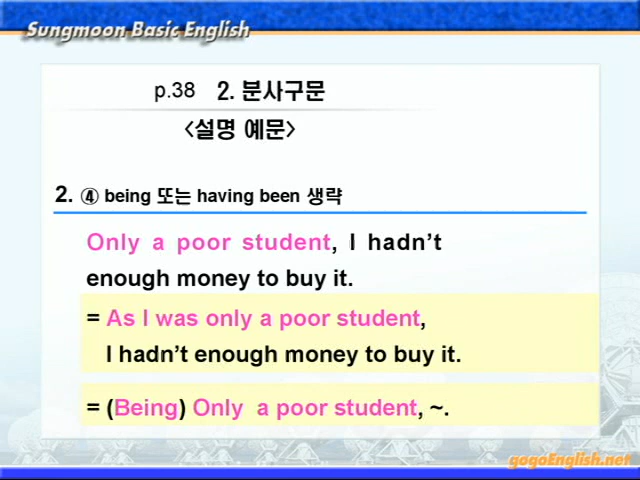 Sungmoon Basic English
p.38 2. 분사구문
<설명 예문>
2. ④ being 또는 having been 생략
Only a poor student, I hadn't
enough money to buy it.
= As I was only a poor student,
I hadn't enough money to buy it.
= (Being) Only a poor student, ~.
gogoEnglish.net